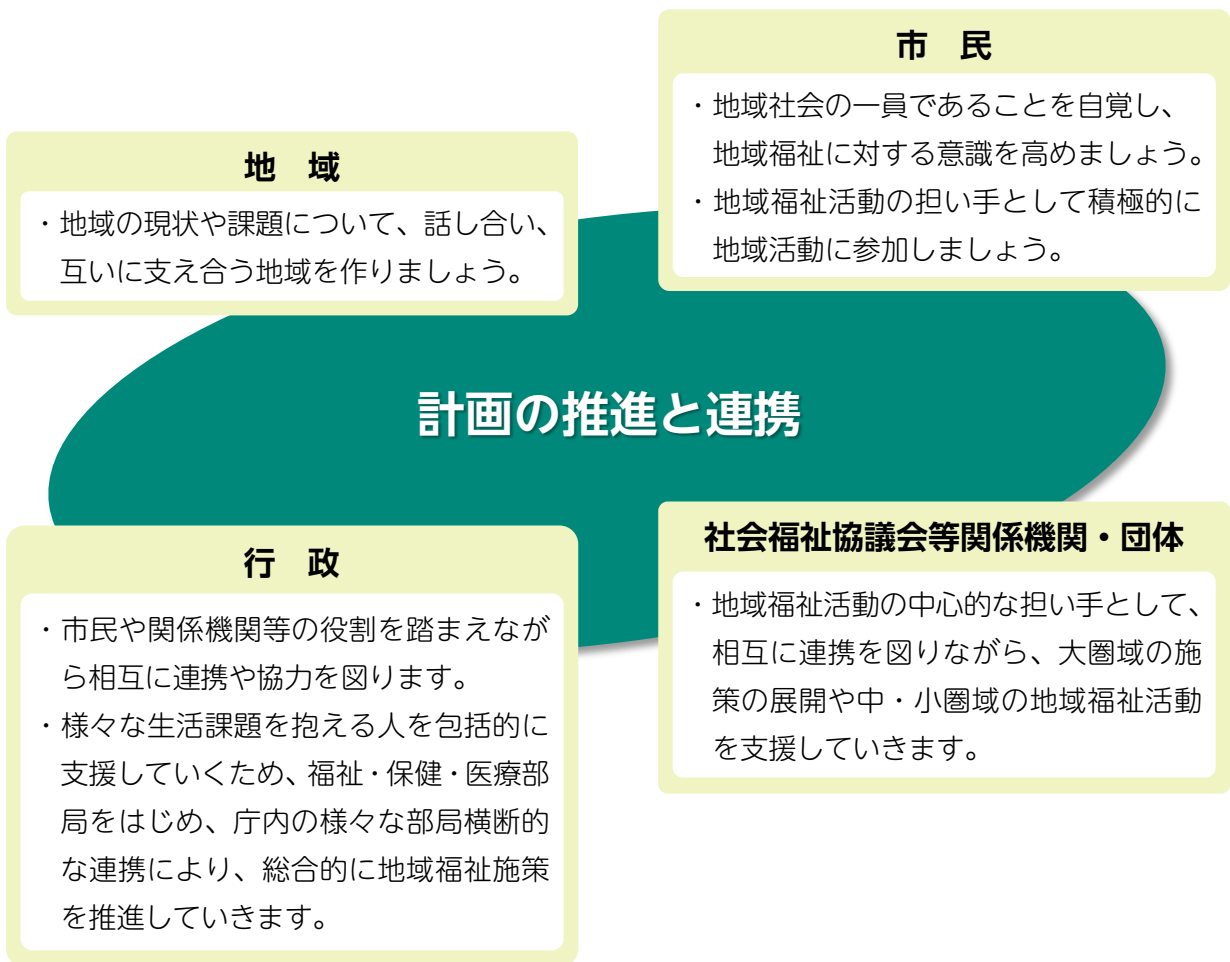 地　域
・地域の現状や課題について、話し合い、
互いに支え合う地域を作りましょう。
市　民
・地域社会の一員であることを自覚し、
地域福祉に対する意識を高めましょう。
・地域福祉活動の担い手として積極的に
地域活動に参加しましょう。
計画の推進と連携
行　政
・市民や関係機関等の役割を踏まえなが
ら相互に連携や協力を図ります。
・様々な生活課題を抱える人を包括的に
支援していくため、福祉・保健・医療部
局をはじめ、庁内の様々な部局横断的
な連携により、総合的に地域福祉施策
を推進していきます。
社会福祉協議会等関係機関・団体
・地域福祉活動の中心的な担い手として、
相互に連携を図りながら、大圏域の施
策の展開や中・小圏域の地域福祉活動
を支援していきます。